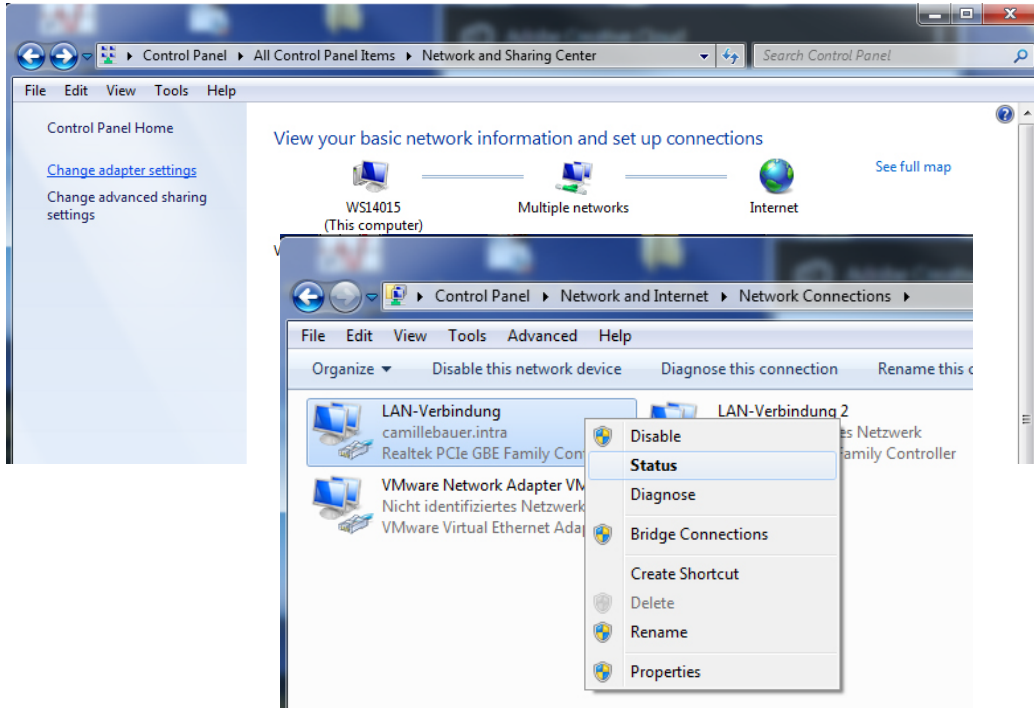 Control Panel ▸ All Control Panel Items ▸ Network and Sharing Center
Search Control Panel
File Edit View Tools Help
Control Panel Home
Change adapter settings
Change advanced sharing
settings
View your basic network information and set up connections
See full map
WS14015
(This computer)
Multiple networks
Internet
Control Panel ▸ Network and Internet ▸ Network Connections ▸
File Edit View Tools Advanced Help
Organize Disable this network device Diagnose this connection Rename this
LAN-Verbindung
camillebauer.intra
Realtek PCIe GBE Family
LAN-Verbindung 2
Netzwerk
Family Controller
VMware Network Adapter
Nicht identifiziertes Netzwerk
VMware Virtual Ethernet
Disable
Status
Diagnose
Bridge Connections
Create Shortcut
Delete
Rename
Properties